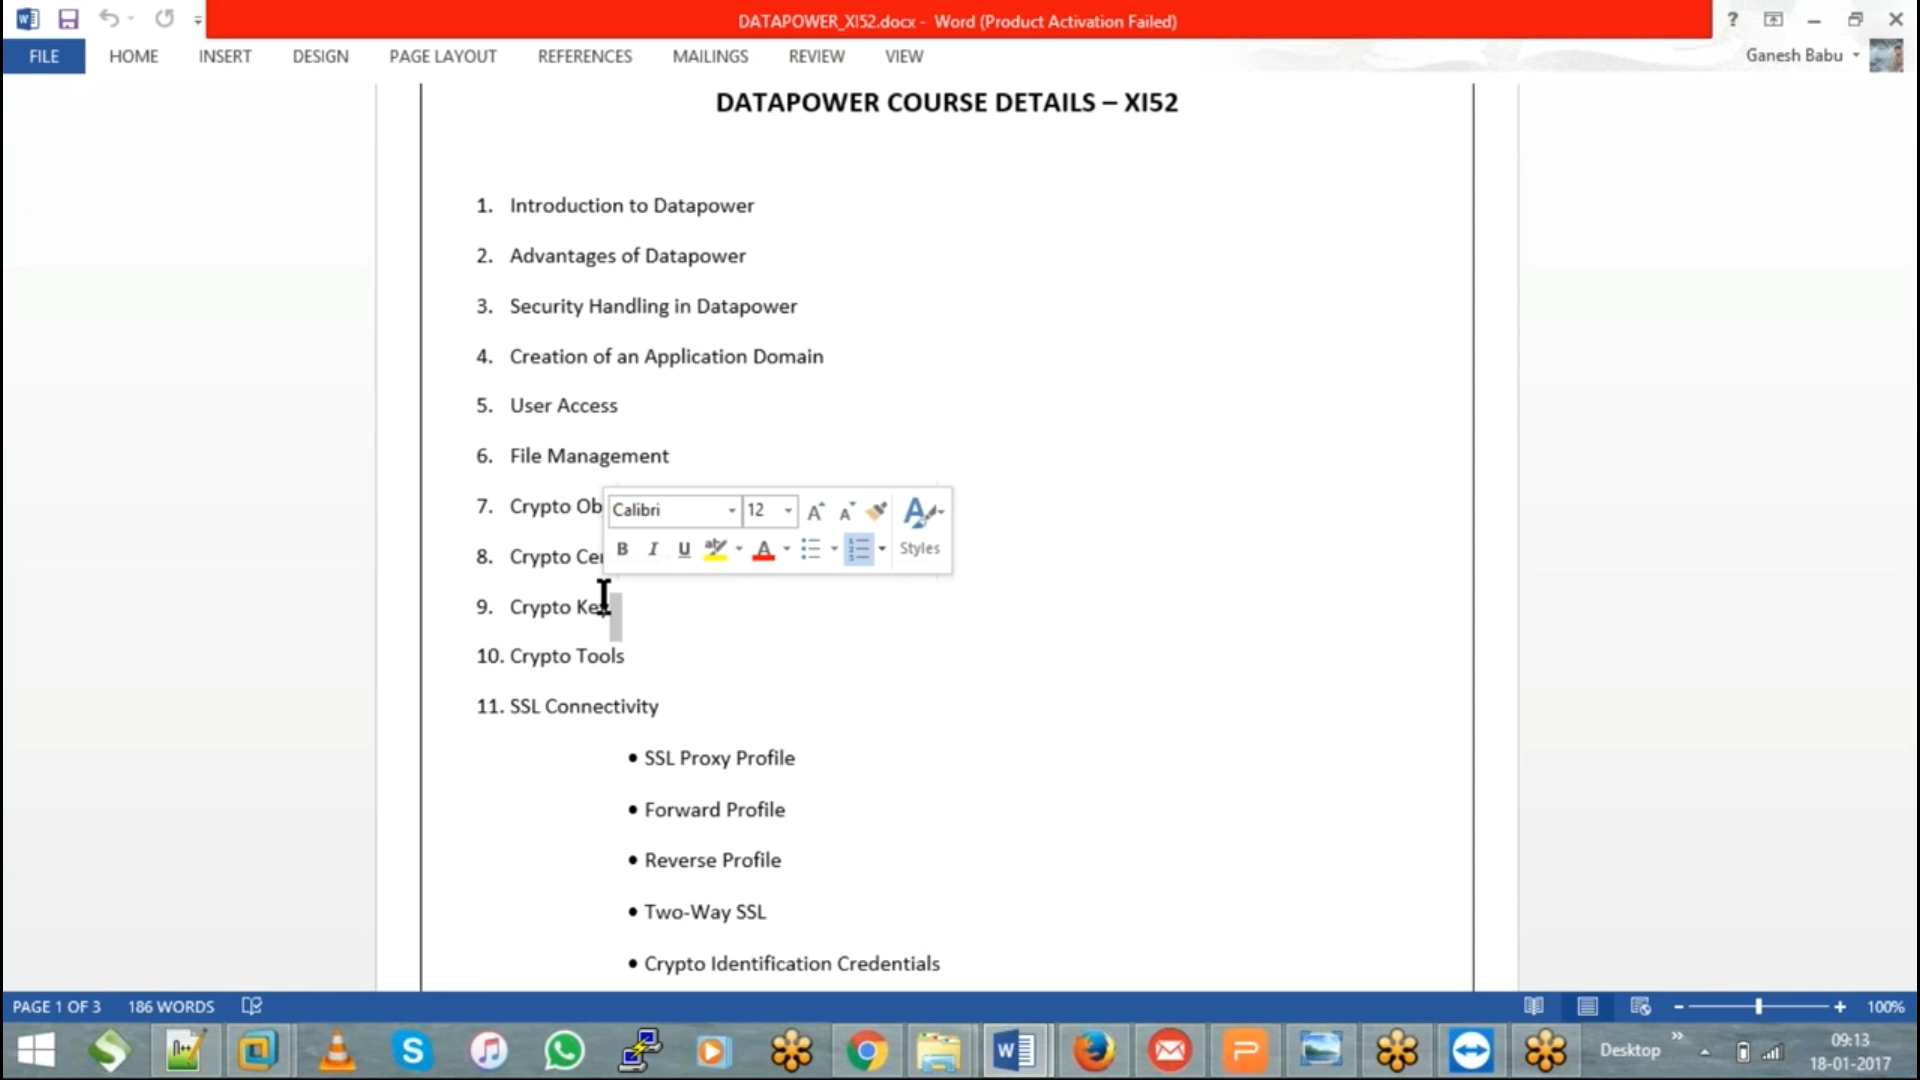 DATAPOWER_XI52.docx - Word (Product Activation Failed)
?
FILE HOME INSERT DESIGN PAGE LAYOUT REFERENCES MAILINGS REVIEW VIEW Ganesh Babu
DATAPOWER COURSE DETAILS – XI52
1. Introduction to Datapower
2. Advantages of Datapower
3. Security Handling in Datapower
4. Creation of an Application Domain
5. User Access
6. File Management
7. Crypto Ob
Calibri 12
8. Crypto Cer
B I U Styles
9. Crypto Key
10. Crypto Tools
11. SSL Connectivity
• SSL Proxy Profile
• Forward Profile
• Reverse Profile
• Two-Way SSL
• Crypto Identification Credentials
PAGE 1 OF 3 186 WORDS 100%
Desktop 09:13
18-01-2017